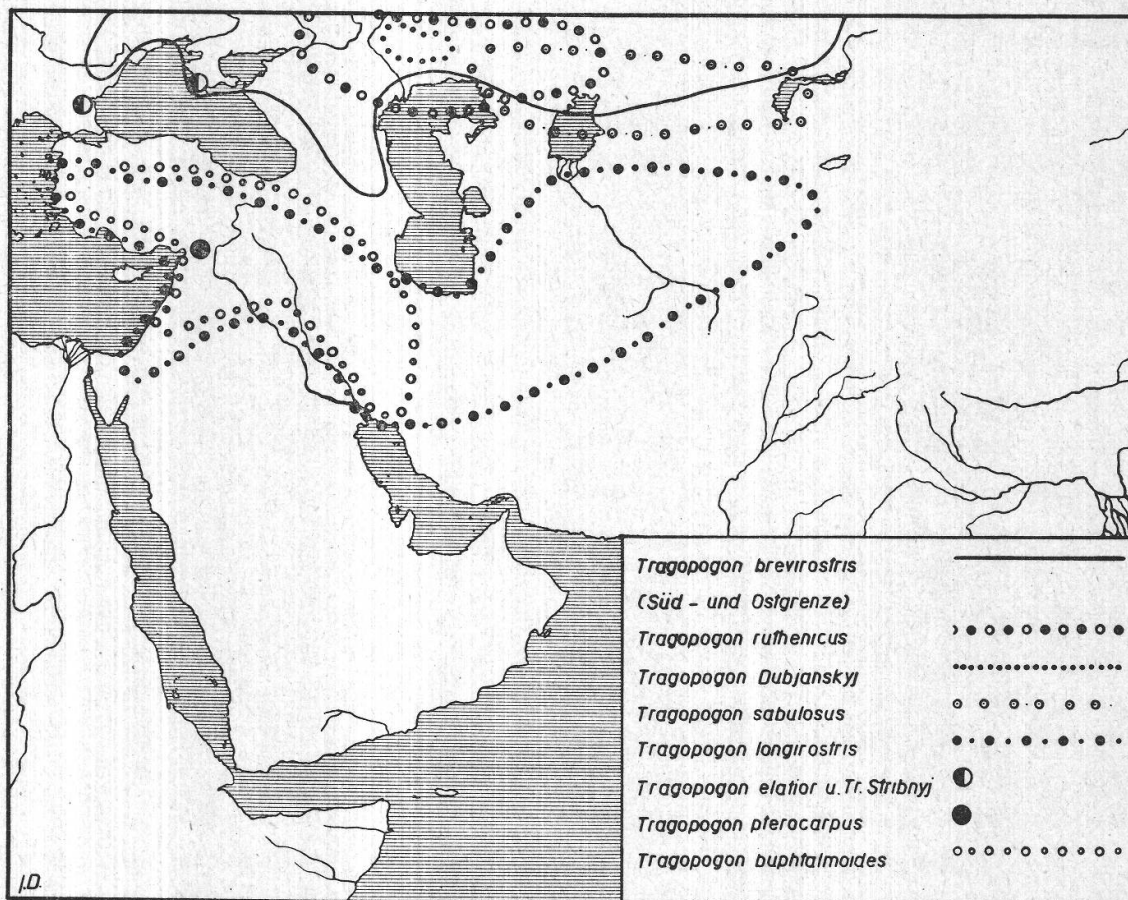 Tragopogon brevirostris
(Süd - und Ostgrenze)
Tragopogon ruthenicus
Tragopogon Dubjanskyj
Tragopogon sabulosus
Tragopogon longirostris
Tragopogon elatior u. Tr. Stribnyj
Tragopogon pterocarpus
Tragopogon buphtalmoides
J.D.